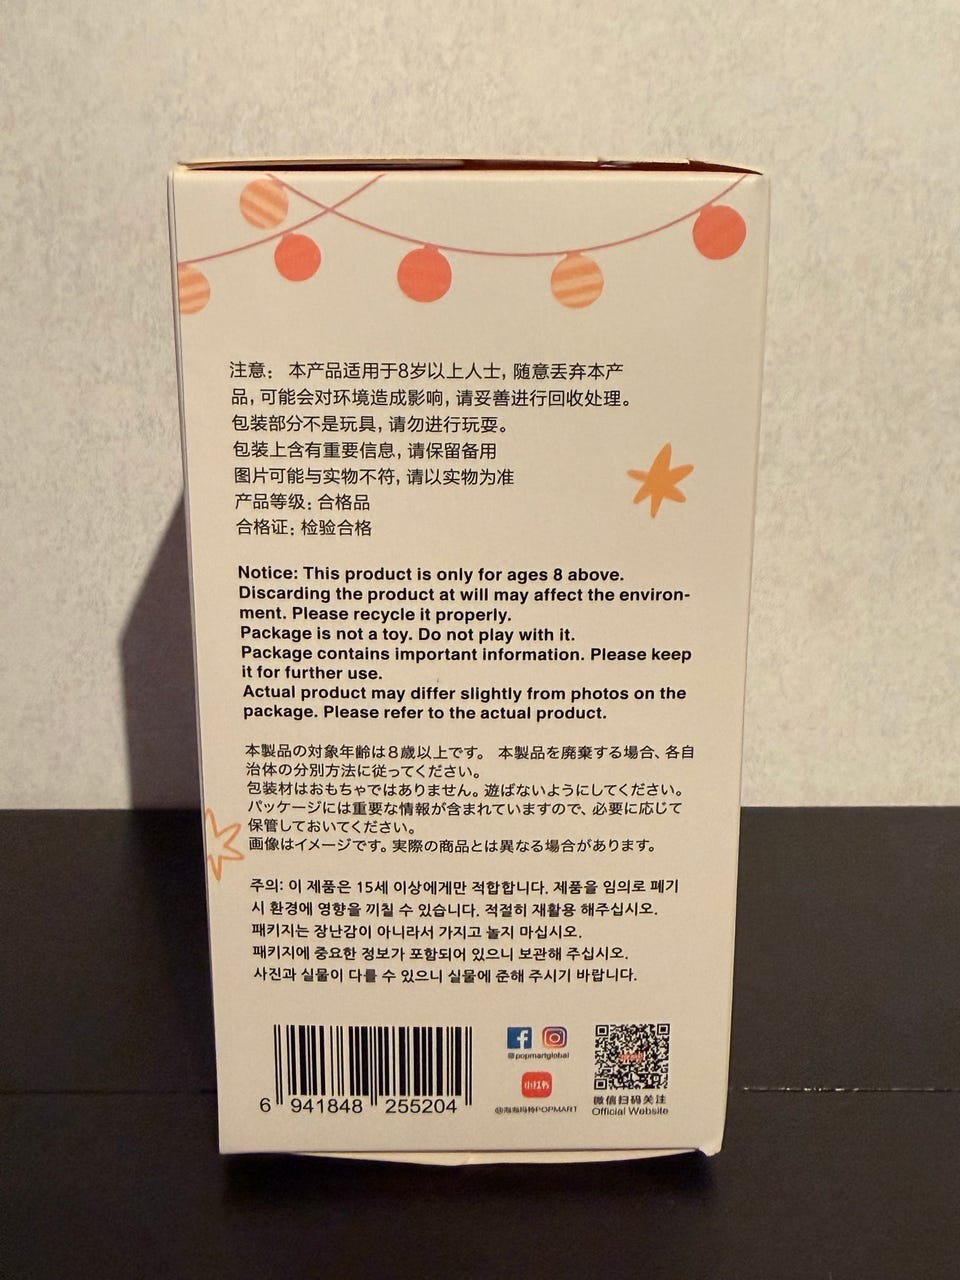 注意： 本产品适用于8岁以上人士, 随意丢弃本产
品, 可能会对环境造成影响, 请妥善进行回收处理。
包装部分不是玩具, 请勿进行玩耍。
包装上含有重要信息, 请保留备用
图片可能与实物不符, 请以实物为准
产品等级: 合格品
合格证: 检验合格
Notice: This product is only for ages 8 above.
Discarding the product at will may affect the environ-
ment. Please recycle it properly.
Package is not a toy. Do not play with it.
Package contains important information. Please keep
it for further use.
Actual product may differ slightly from photos on the
package. Please refer to the actual product.
本製品の対象年齢は8歳以上です。 本製品を廃棄する場合、各自
治体の分別方法に従ってください。
包装材はおもちゃではありません。遊ばないようにしてください。
パッケージには重要な情報が含まれていますので、必要に応じて
保管しておいてください。
画像はイメージです。実際の商品とは異なる場合があります。
주의: 이 제품은 15세 이상에게만 적합합니다. 제품을 임의로 폐기
시 환경에 영향을 끼칠 수 있습니다. 적절히 재활용 해주십시오.
패키지는 장난감이 아니라서 가지고 놀지 마십시오.
패키지에 중요한 정보가 포함되어 있으니 보관해 주십시오.
사진과 실물이 다를 수 있으니 실물에 준해 주시기 바랍니다.
6 941848 255204
@popmartglobal
小红书
@泡泡玛特POPMART
微信扫码关注
Official Website